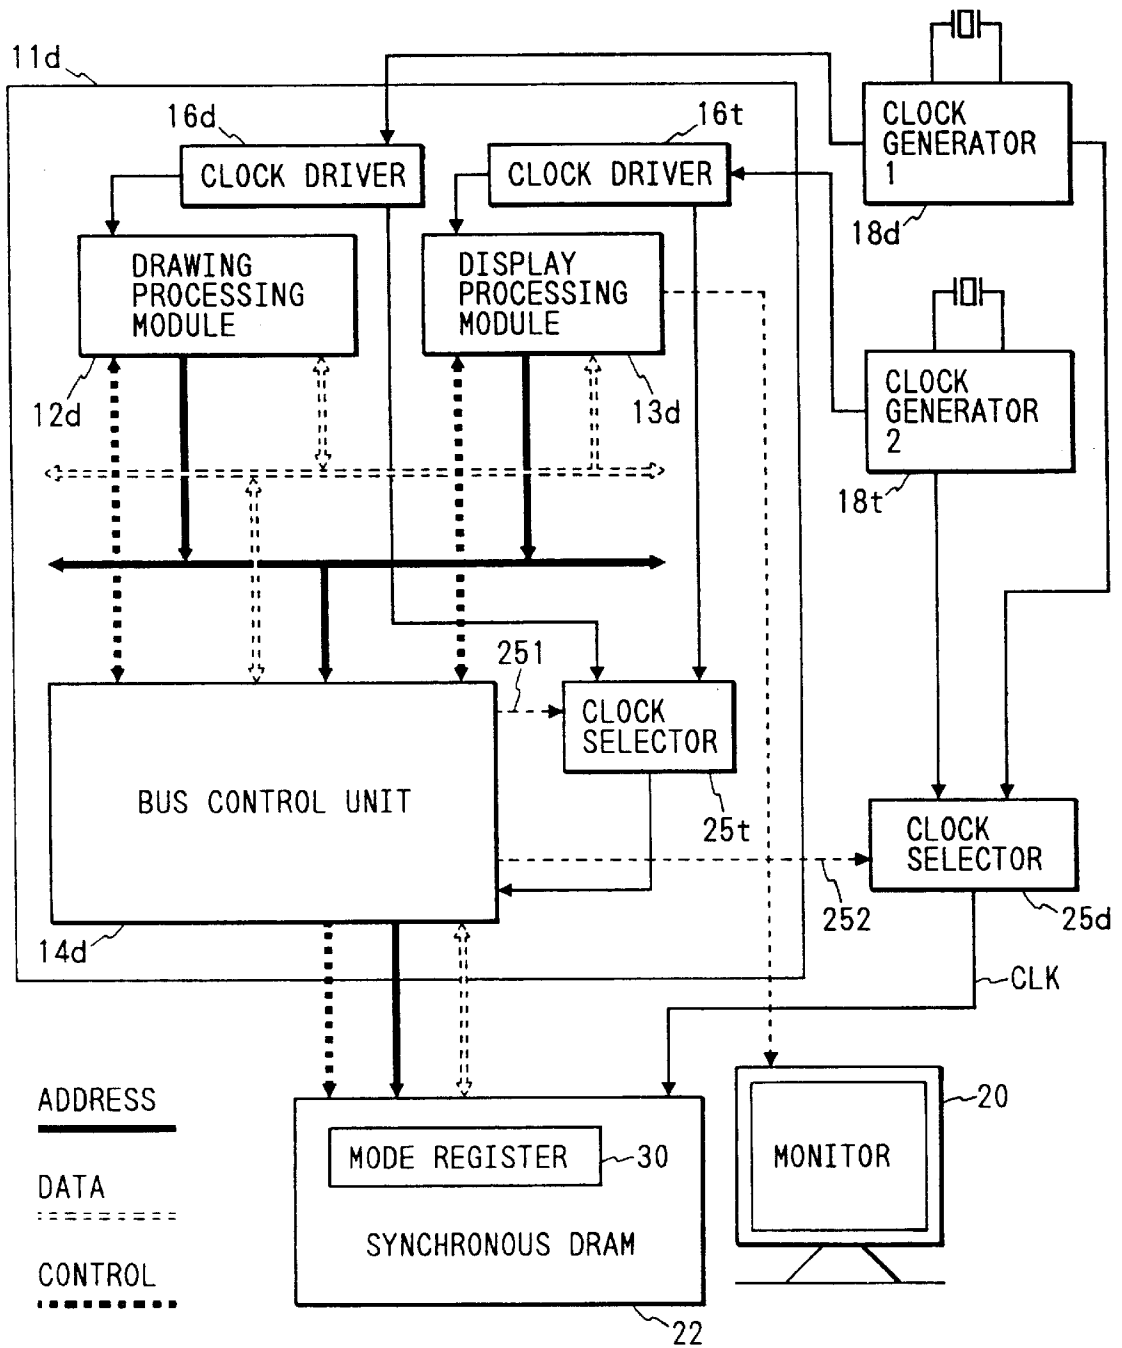 11d
16d
16t
CLOCK DRIVER
CLOCK DRIVER
CLOCK
GENERATOR
1
18d
DRAWING
PROCESSING
MODULE
DISPLAY
PROCESSING
MODULE
12d
13d
CLOCK
GENERATOR
2
18t
251
CLOCK
SELECTOR
25t
BUS CONTROL UNIT
CLOCK
SELECTOR
252
25d
14d
CLK
ADDRESS
DATA
CONTROL
MODE REGISTER
30
SYNCHRONOUS DRAM
22
MONITOR
20